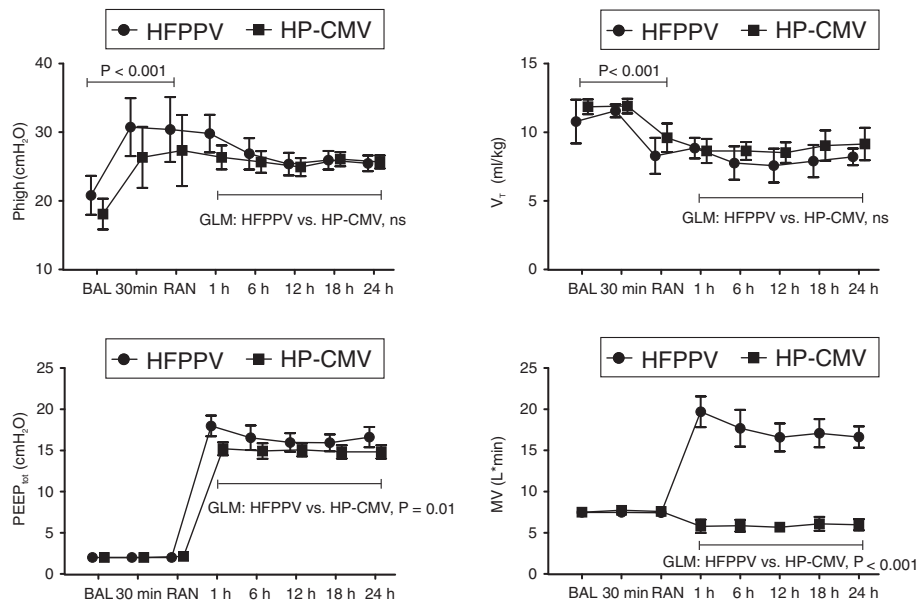 HFPPV HP-CMV
40
30
20
10
Phigh(cmH2O)
P < 0.001
GLM: HFPPV vs. HP-CMV, ns
BAL 30min RAN 1 h 6 h 12 h 18 h 24 h
HFPPV HP-CMV
15
10
5
0
VT (ml/kg)
P< 0.001
GLM: HFPPV vs. HP-CMV, ns
BAL 30 min RAN 1 h 6 h 12 h 18 h 24 h
HFPPV HP-CMV
25
20
15
10
5
0
PEEPtot (cmH2O)
GLM: HFPPV vs. HP-CMV, P = 0.01
BAL 30 min RAN 1 h 6 h 12 h 18 h 24 h
HFPPV HP-CMV
25
20
15
10
5
0
MV (L*min)
GLM: HFPPV vs. HP-CMV, P < 0.001
BAL 30 min RAN 1 h 6 h 12 h 18 h 24 h